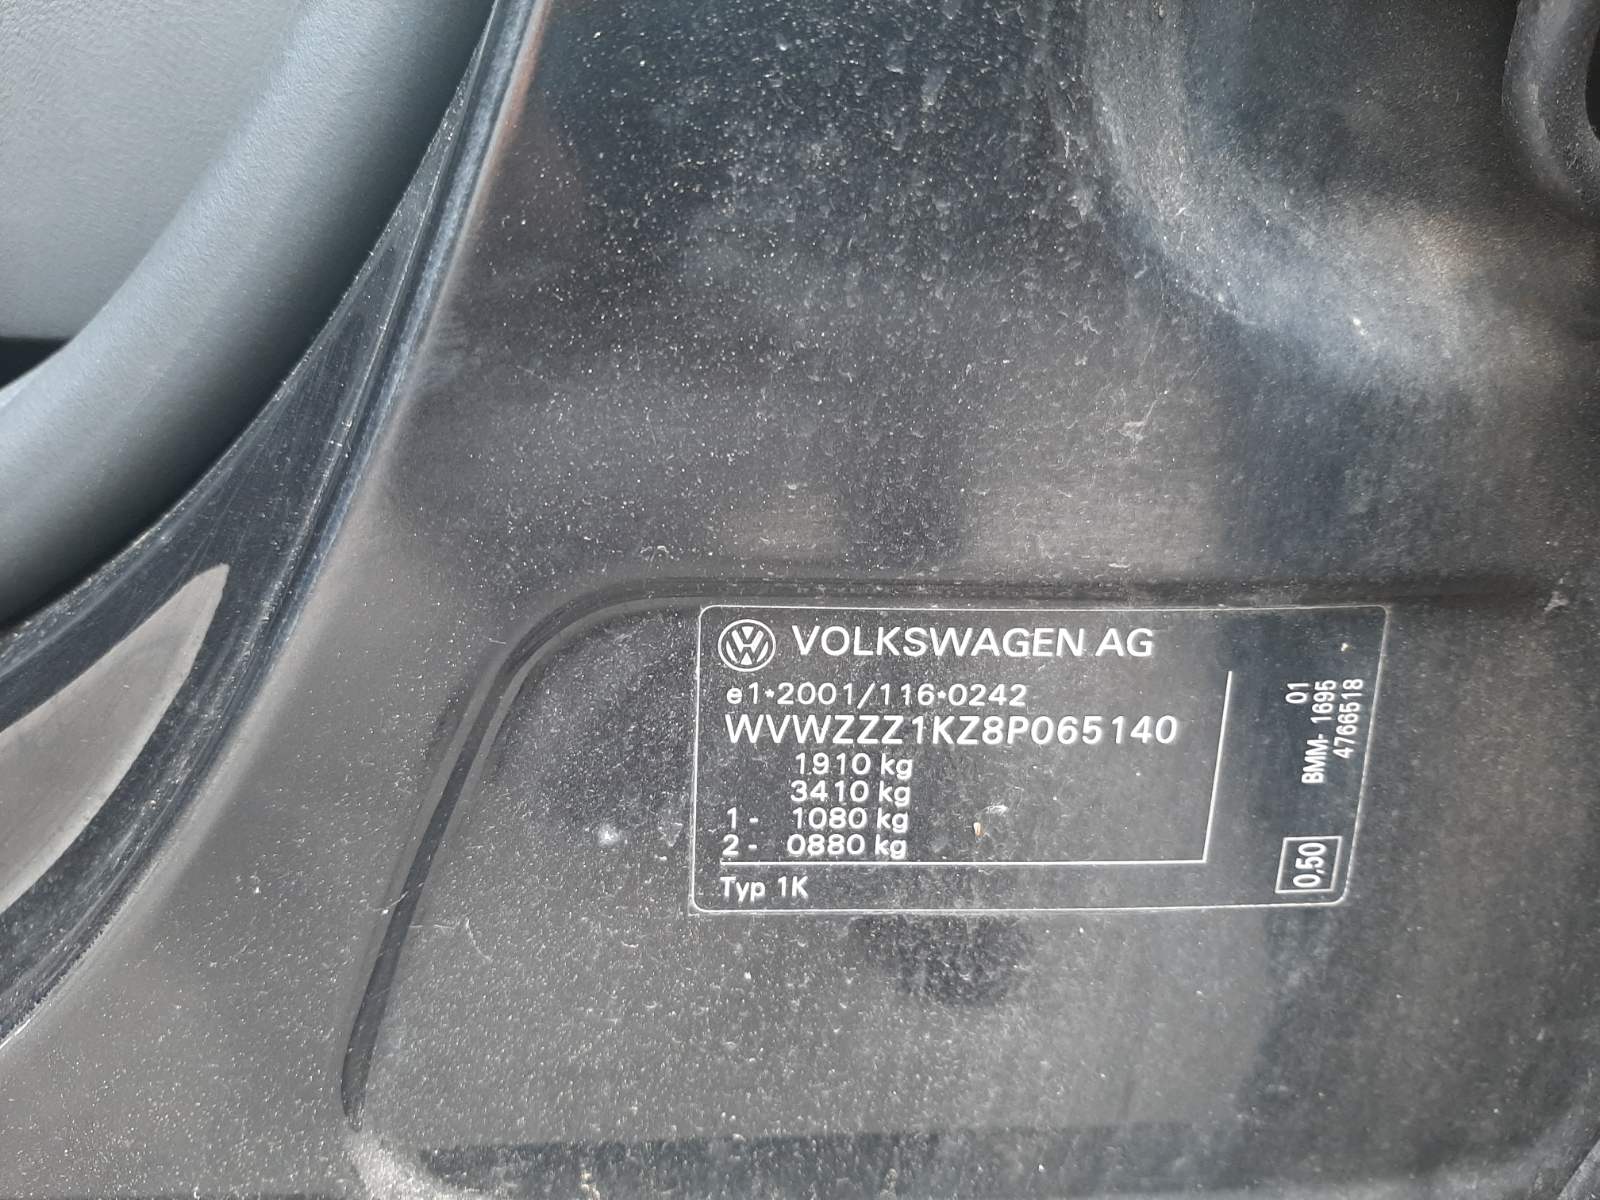 VOLKSWAGEN AG
e1*2001/116*0242
WVWZZZ1KZ8P065140
1910 kg
3410 kg
1- 1080 kg
2- 0880 kg
Typ 1K
01
BMM- 1695
4766518
0,50